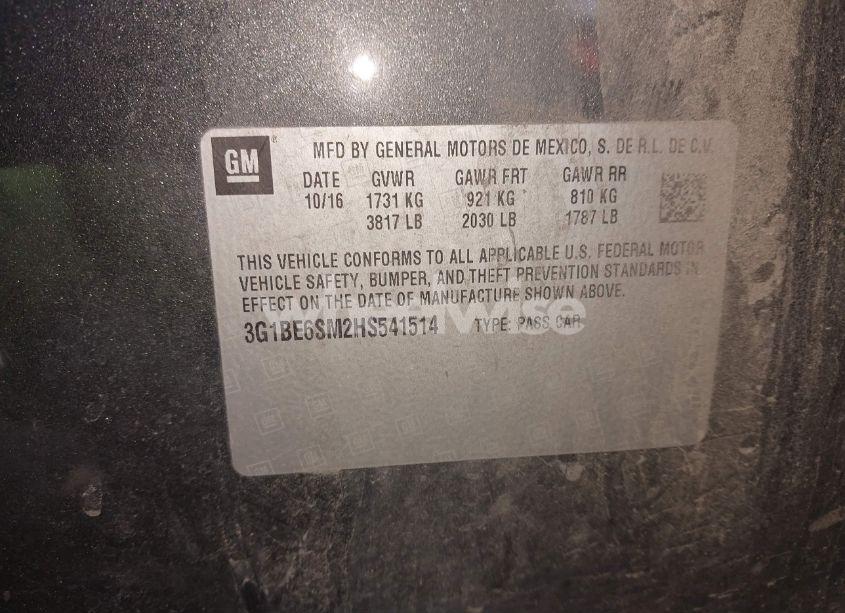 GM
MFD BY GENERAL MOTORS DE MEXICO, S. DE R.L. DE C.V.
DATE GVWR GAWR FRT GAWR RR
10/16 1731 KG 921 KG 810 KG
3817 LB 2030 LB 1787 LB
THIS VEHICLE CONFORMS TO ALL APPLICABLE U.S. FEDERAL MOTOR
VEHICLE SAFETY, BUMPER, AND THEFT PREVENTION STANDARDS IN
EFFECT ON THE DATE OF MANUFACTURE SHOWN ABOVE.
3G1BE6SM2HS541514 TYPE: PASS CAR